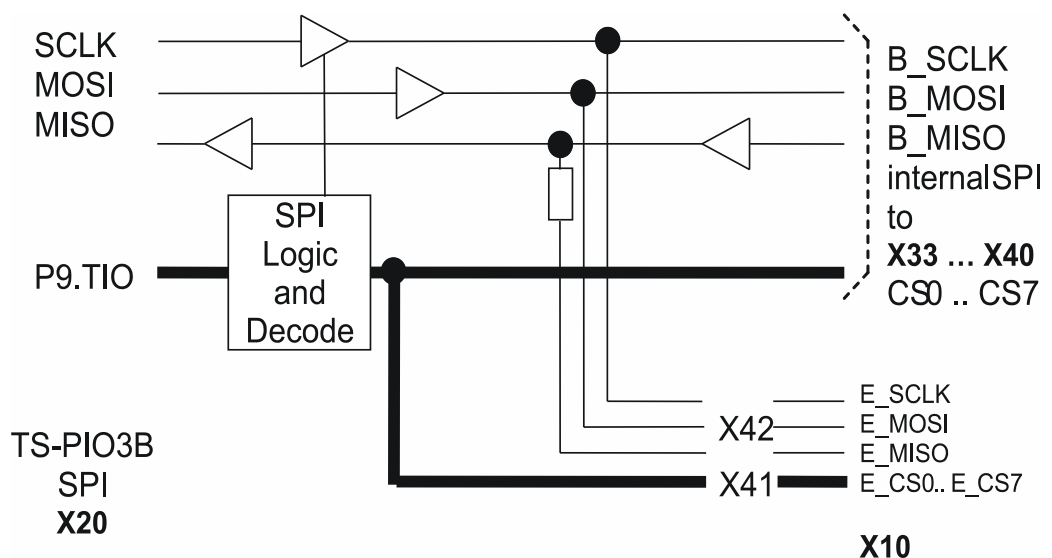 SCLK
MOSI
MISO
P9.TIO
SPI
Logic
and
Decode
B_SCLK
B_MOSI
B_MISO
internalSPI
to
X33 ... X40
CS0 .. CS7
E_SCLK
E_MOSI
E_MISO
E_CS0.. E_CS7
X42
X41
TS-PIO3B
SPI
X20
X10